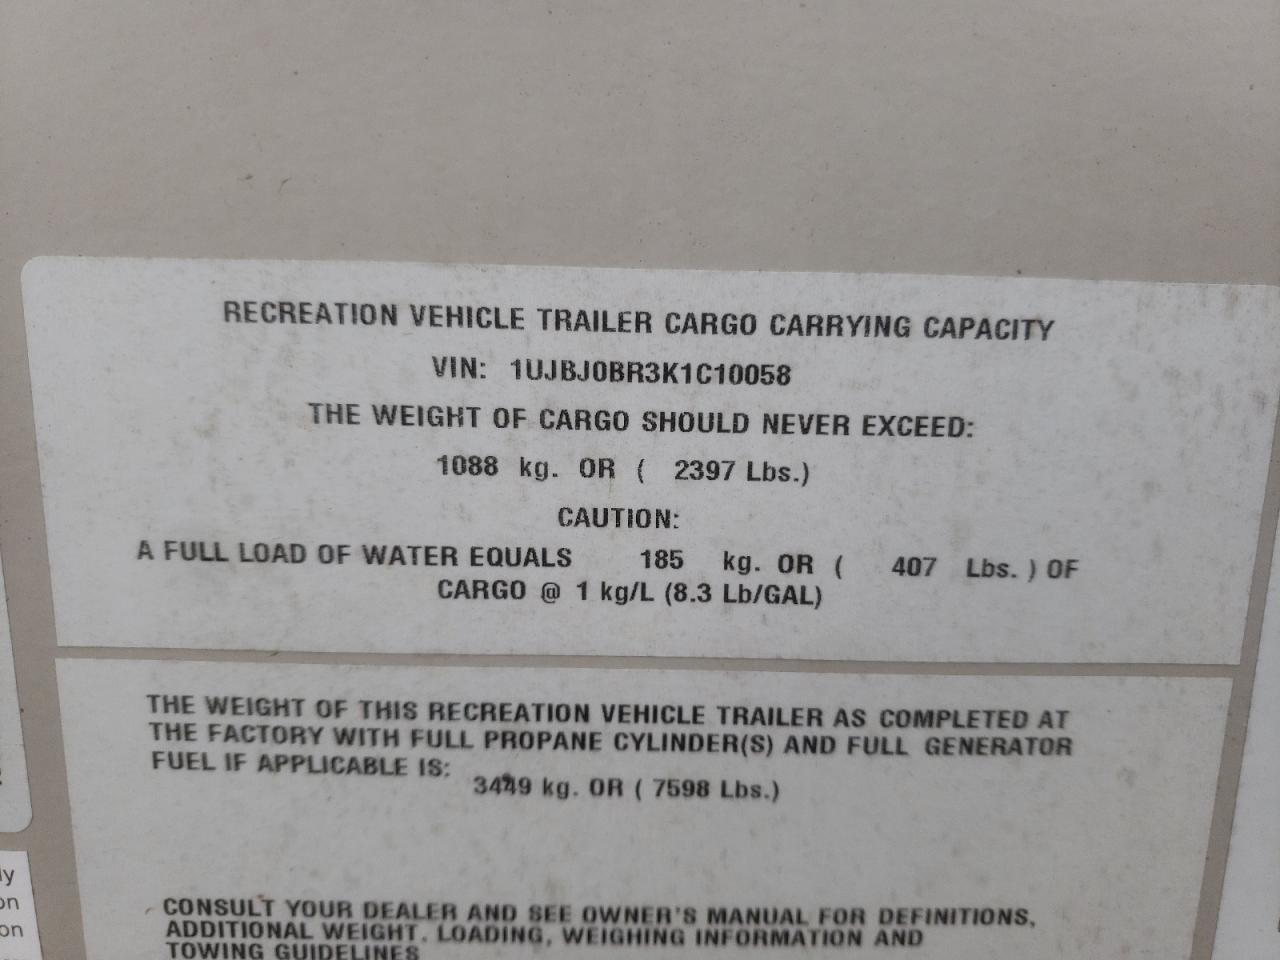 RECREATION VEHICLE TRAILER CARGO CARRYING CAPACITY
VIN: 1UJBJ0BR3K1C10058
THE WEIGHT OF CARGO SHOULD NEVER EXCEED:
1088 kg. OR ( 2397 Lbs.)
CAUTION:
A FULL LOAD OF WATER EQUALS 185 kg. OR ( 407 Lbs. ) OF
CARGO @ 1 kg/L (8.3 Lb/GAL)
THE WEIGHT OF THIS RECREATION VEHICLE TRAILER AS COMPLETED AT
THE FACTORY WITH FULL PROPANE CYLINDER(S) AND FULL GENERATOR
FUEL IF APPLICABLE IS:
3449 kg. OR ( 7598 Lbs.)
CONSULT YOUR DEALER AND SEE OWNER'S MANUAL FOR DEFINITIONS,
ADDITIONAL WEIGHT, LOADING, WEIGHING INFORMATION AND
TOWING GUIDELINES